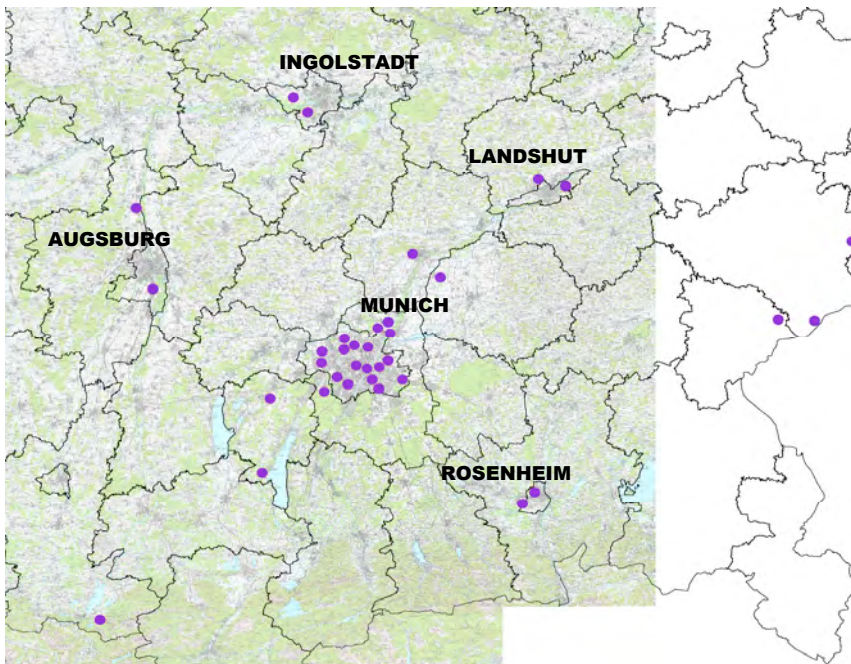 INGOLSTADT
LANDSHUT
AUGSBURG
MUNICH
ROSENHEIM